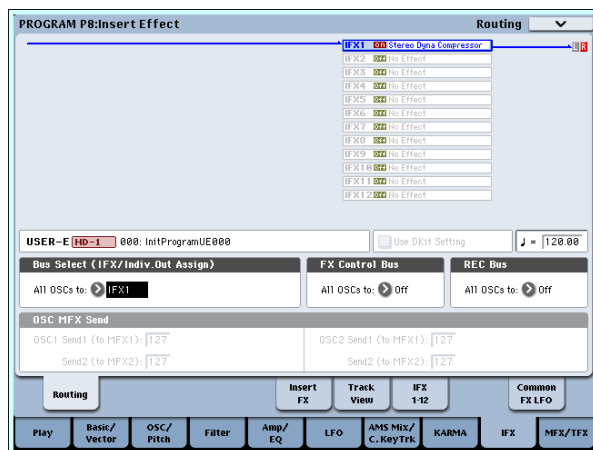 PROGRAM P8:Insert Effect Routing
IFX1 On Stereo Dyna Compressor L R
IFX2 Off No Effect
IFX3 Off No Effect
IFX4 Off No Effect
IFX5 Off No Effect
IFX6 Off No Effect
IFX7 Off No Effect
IFX8 Off No Effect
IFX9 Off No Effect
IFX10 Off No Effect
IFX11 Off No Effect
IFX12 Off No Effect
USER-E HD-1 000: InitProgramUE000 Use DKit Setting ♩ = 120.00
Bus Select (IFX/Indiv.Out Assign) FX Control Bus REC Bus
All OSCs to: IFX1 All OSCs to: Off All OSCs to: Off
OSC MFX Send
OSC1 Send1 (to MFX1): 127 OSC2 Send1 (to MFX1): 127
Send2 (to MFX2): 127 Send2 (to MFX2): 127
Routing Insert FX Track View IFX 1-12 Common FX LFO
Play Basic/Vector OSC/Pitch Filter Amp/EQ LFO AMS Mix/C.KeyTrk KARMA IFX MFX/TFX